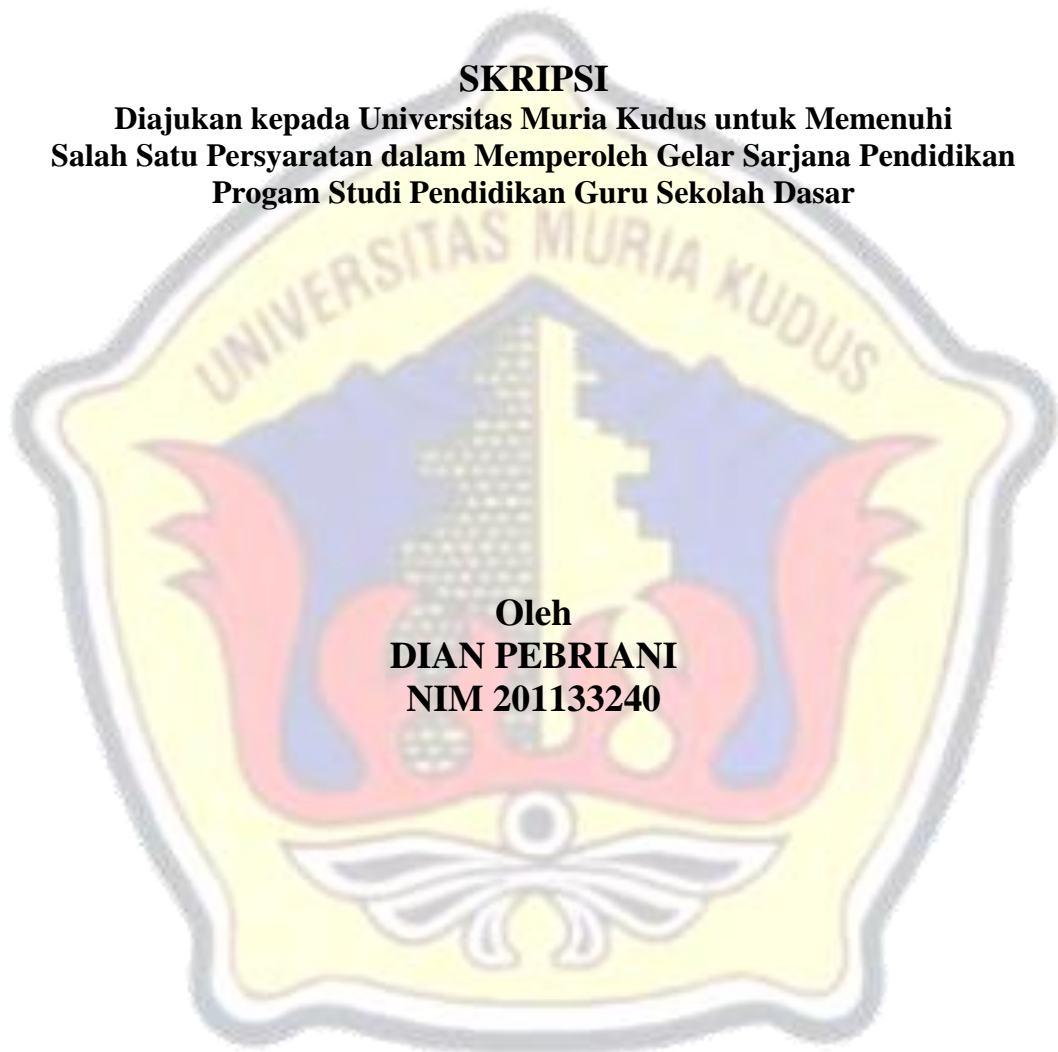 SKRIPSI
Diajukan kepada Universitas Muria Kudus untuk Memenuhi
Salah Satu Persyaratan dalam Memperoleh Gelar Sarjana Pendidikan
Progam Studi Pendidikan Guru Sekolah Dasar
UNIVERSITAS MURIA KUDUS
Oleh
DIAN PEBRIANI
NIM 201133240